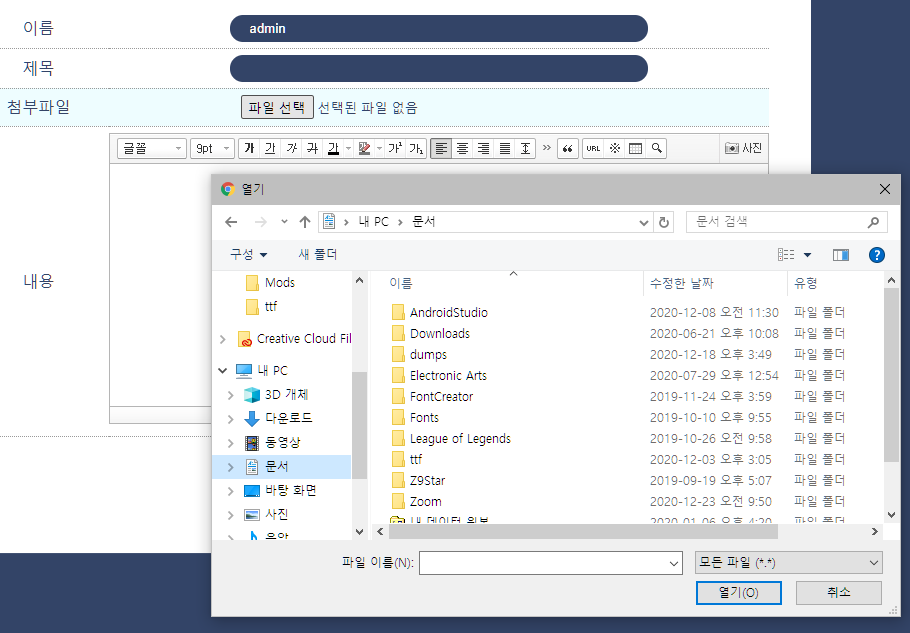 이름 admin
제목
첨부파일 파일 선택 선택된 파일 없음
글꼴 9pt 가 가 가 가 가 가¹ 가₁ “ URL ※ 사진
내용
열기
내 PC 문서 문서 검색
구성 새 폴더
Mods
ttf
Creative Cloud Fil
내 PC
3D 개체
다운로드
동영상
문서
바탕 화면
사진
음악
이름 수정한 날짜 유형
AndroidStudio 2020-12-08 오전 11:30 파일 폴더
Downloads 2020-06-21 오후 10:08 파일 폴더
dumps 2020-12-18 오후 3:49 파일 폴더
Electronic Arts 2020-07-29 오후 12:54 파일 폴더
FontCreator 2019-11-24 오후 3:59 파일 폴더
Fonts 2019-10-10 오후 9:55 파일 폴더
League of Legends 2019-10-26 오전 9:58 파일 폴더
ttf 2020-12-03 오후 3:05 파일 폴더
Z9Star 2019-09-19 오후 5:07 파일 폴더
Zoom 2020-12-23 오전 9:50 파일 폴더
내 데이터 원본 2020-01-06 오후 4:20 파일 폴더
파일 이름(N): 모든 파일 (*.*)
열기(O) 취소